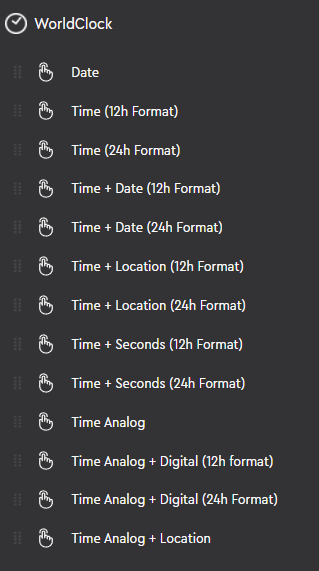 WorldClock
Date
Time (12h Format)
Time (24h Format)
Time + Date (12h Format)
Time + Date (24h Format)
Time + Location (12h Format)
Time + Location (24h Format)
Time + Seconds (12h Format)
Time + Seconds (24h Format)
Time Analog
Time Analog + Digital (12h format)
Time Analog + Digital (24h Format)
Time Analog + Location